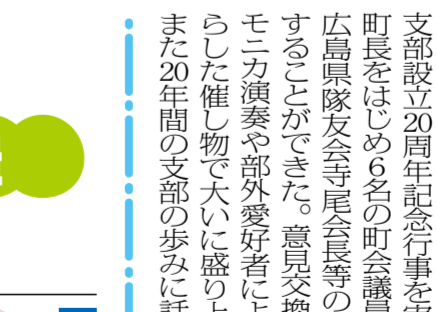 支部設立20周年記念行事を
町長をはじめ6名の町会議員
広島県隊友会寺尾会長等の
することができた。意見交換
モニカ演奏や部外愛好者によ
らした催し物で大いに盛り上
また20年間の支部の歩みに話